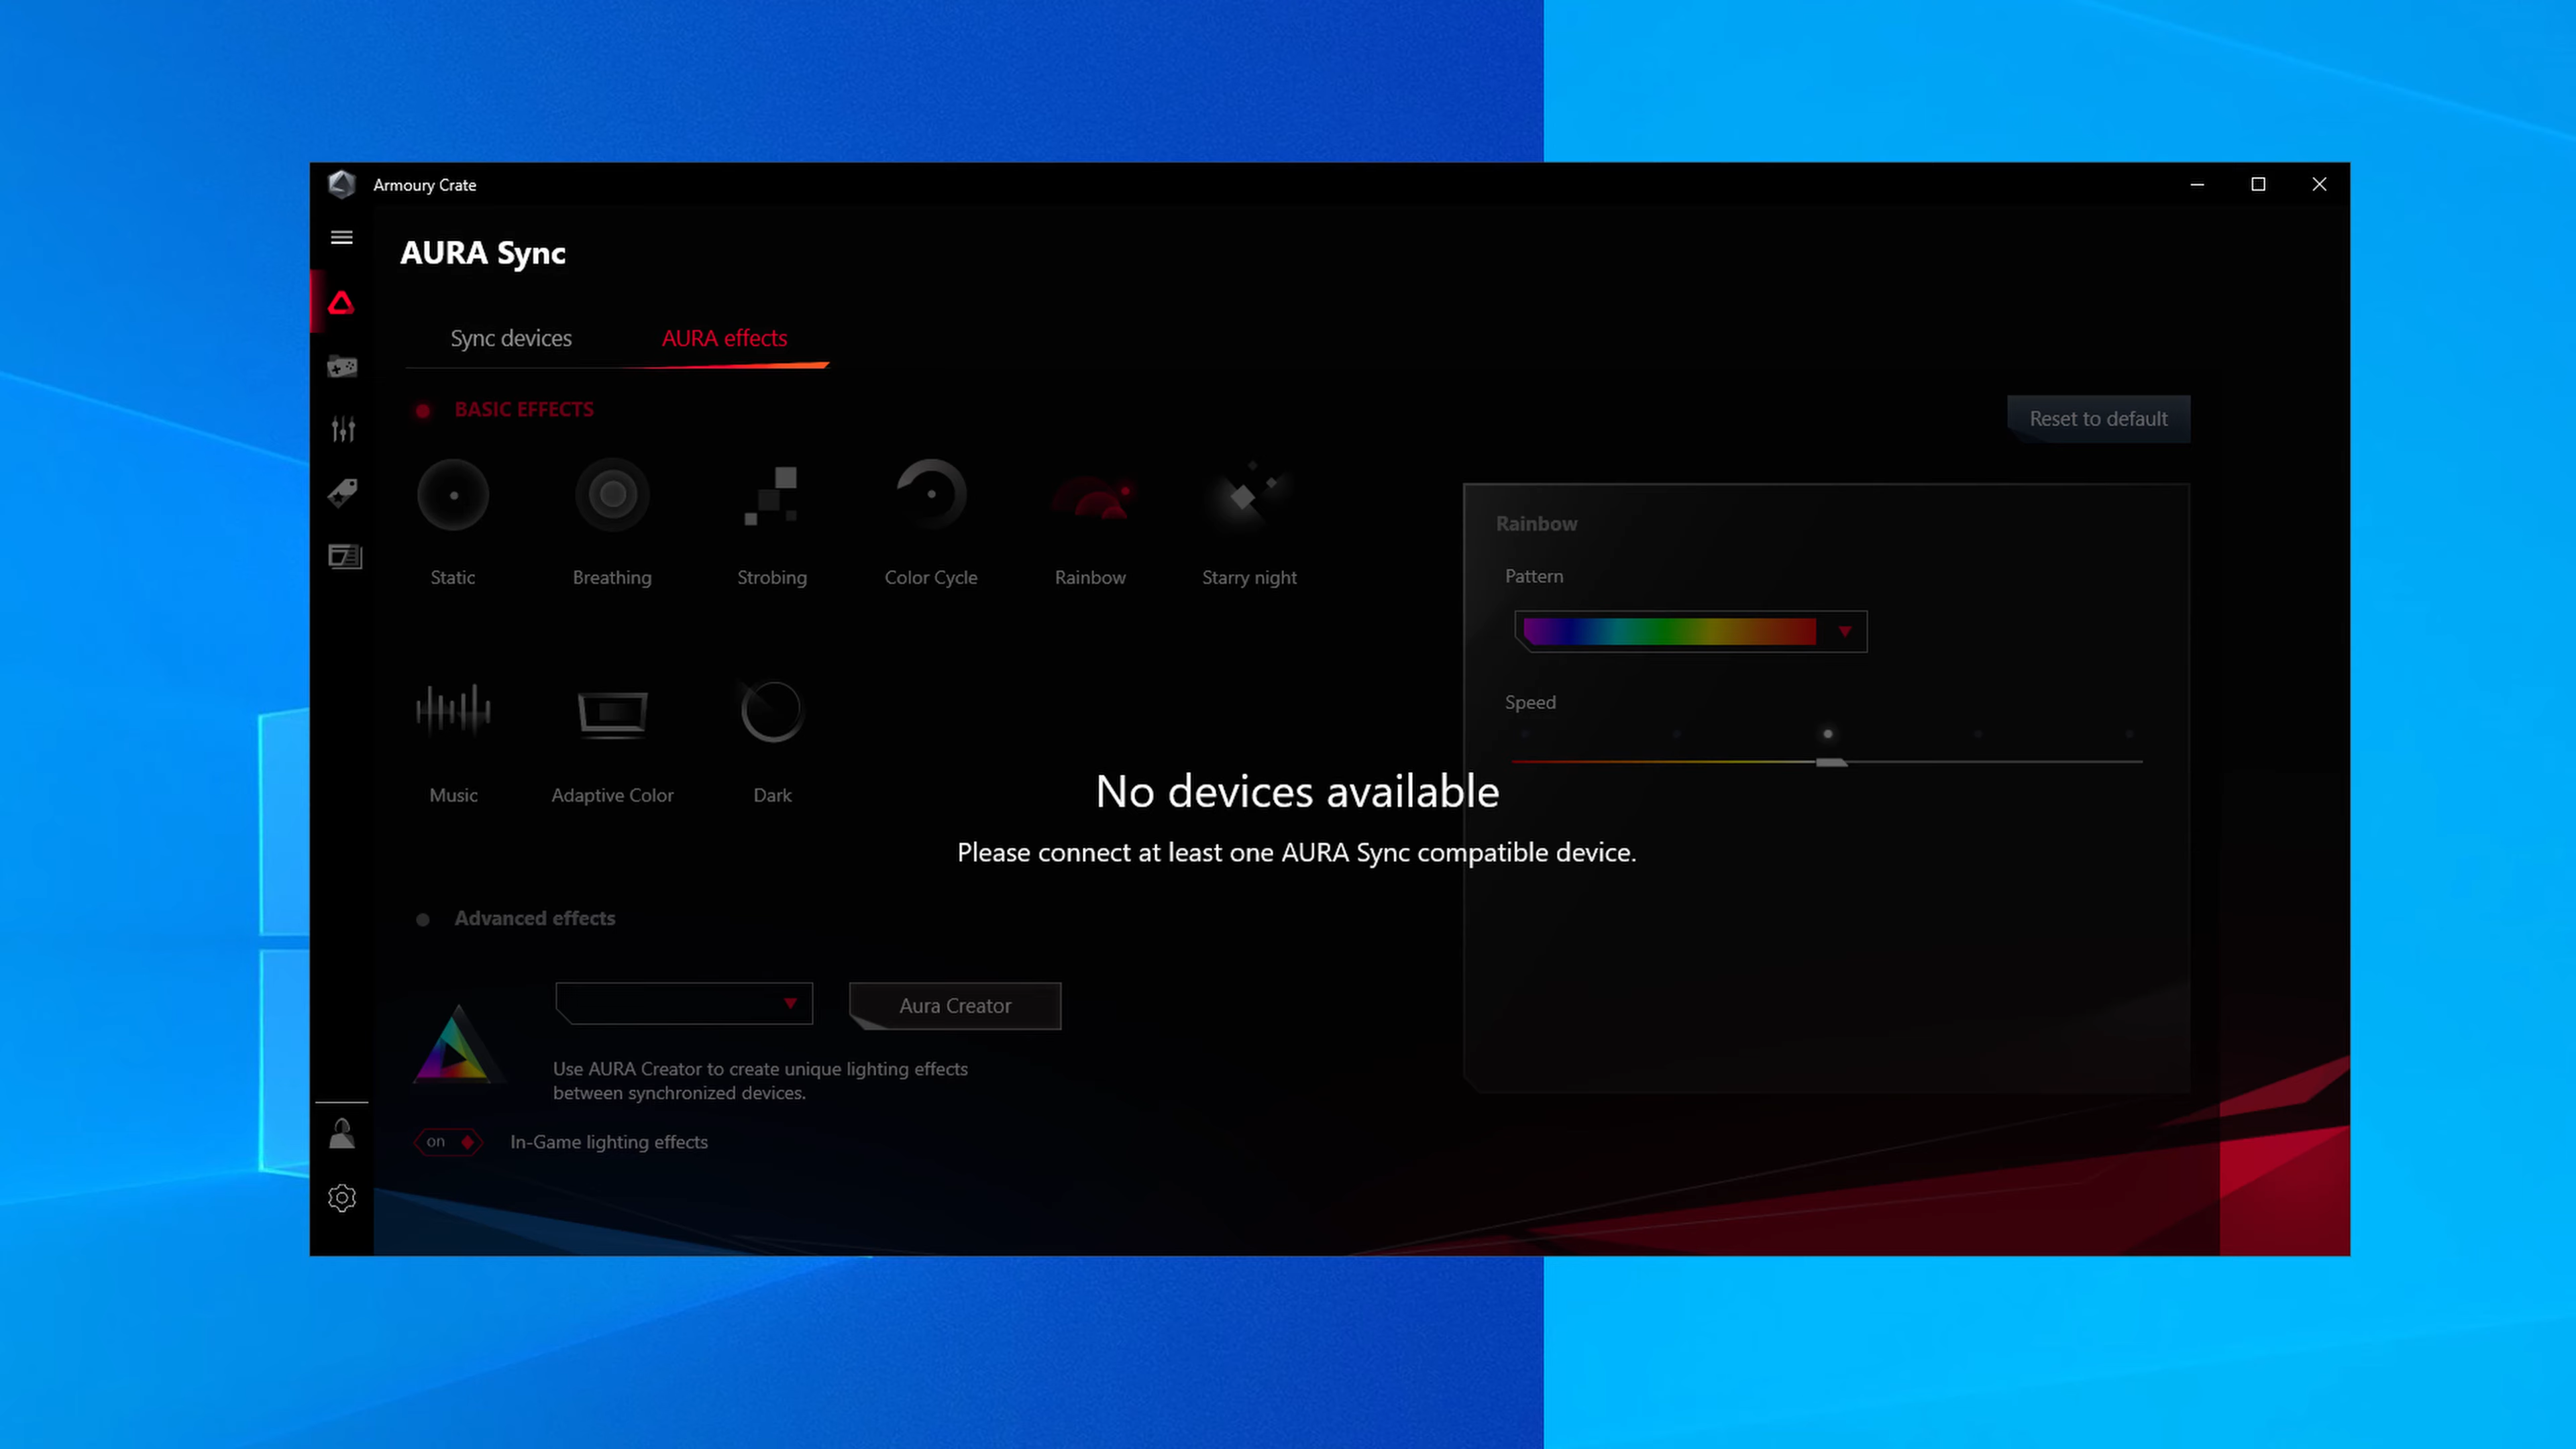 Armoury Crate
AURA Sync
Sync devices
AURA effects
BASIC EFFECTS
Reset to default
Static
Breathing
Strobing
Color Cycle
Rainbow
Starry night
Rainbow
Pattern
Speed
Music
Adaptive Color
Dark
No devices available
Please connect at least one AURA Sync compatible device.
Advanced effects
Aura Creator
Use AURA Creator to create unique lighting effects
between synchronized devices.
on
In-Game lighting effects